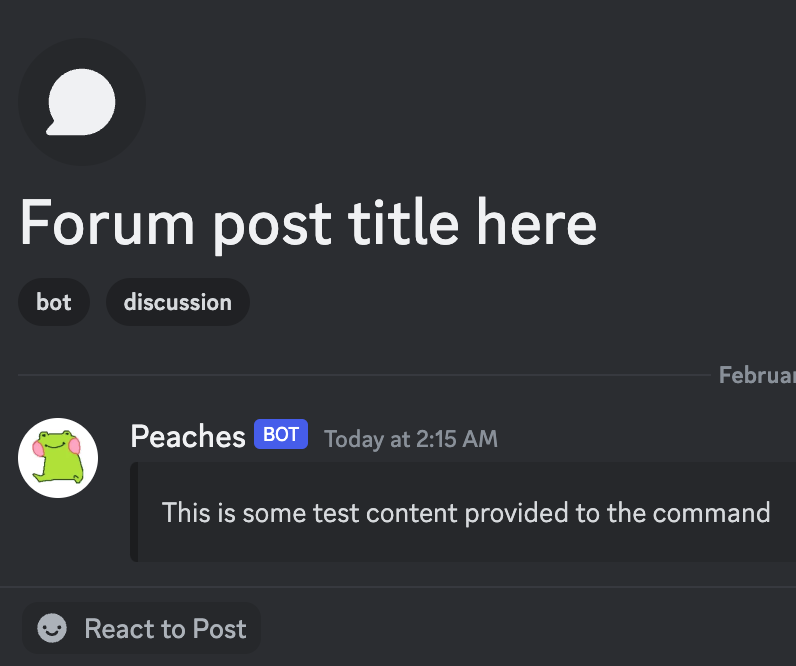 Forum post title here
bot discussion
Februar
Peaches BOT Today at 2:15 AM
This is some test content provided to the command
React to Post